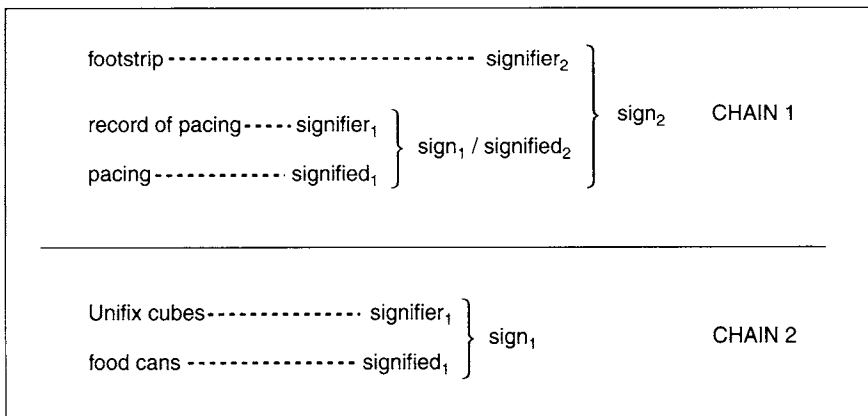 footstrip signifier₂
sign₂ CHAIN 1
record of pacing signifier₁
sign₁ / signified₂
pacing signified₁
Unifix cubes signifier₁
sign₁ CHAIN 2
food cans signified₁